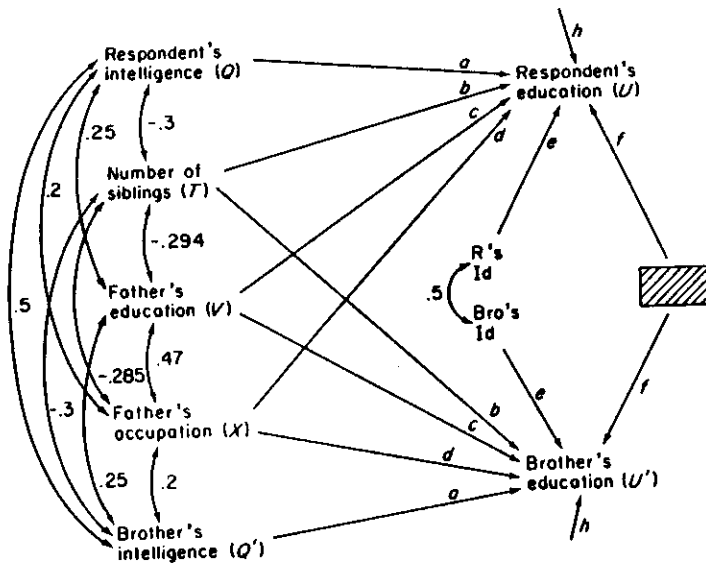 h
Respondent's
intelligence (Q)
a
Respondent's
education (U)
b
c
d
.25
-.3
e
f
.2
Number of
siblings (T)
-.294
R's
Id
.5
Bro's
Id
.5
Father's
education (V)
-.285
.47
-.3
Father's
occupation (X)
b
c
d
e
f
.25
.2
a
Brother's
education (U')
Brother's
intelligence (Q')
h